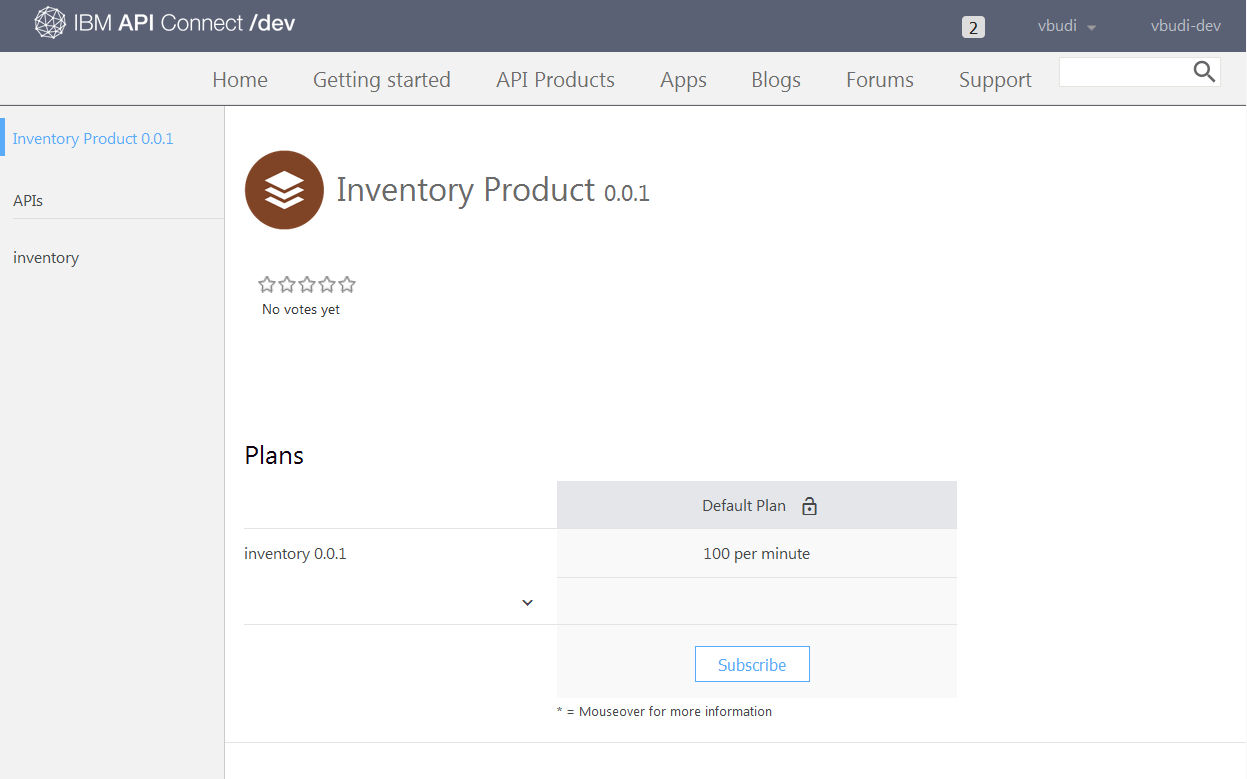 IBM API Connect /dev
2
vbudi
vbudi-dev
Home
Getting started
API Products
Apps
Blogs
Forums
Support
Inventory Product 0.0.1
APIs
inventory
Inventory Product 0.0.1
No votes yet
Plans
Default Plan
inventory 0.0.1
100 per minute
Subscribe
* = Mouseover for more information